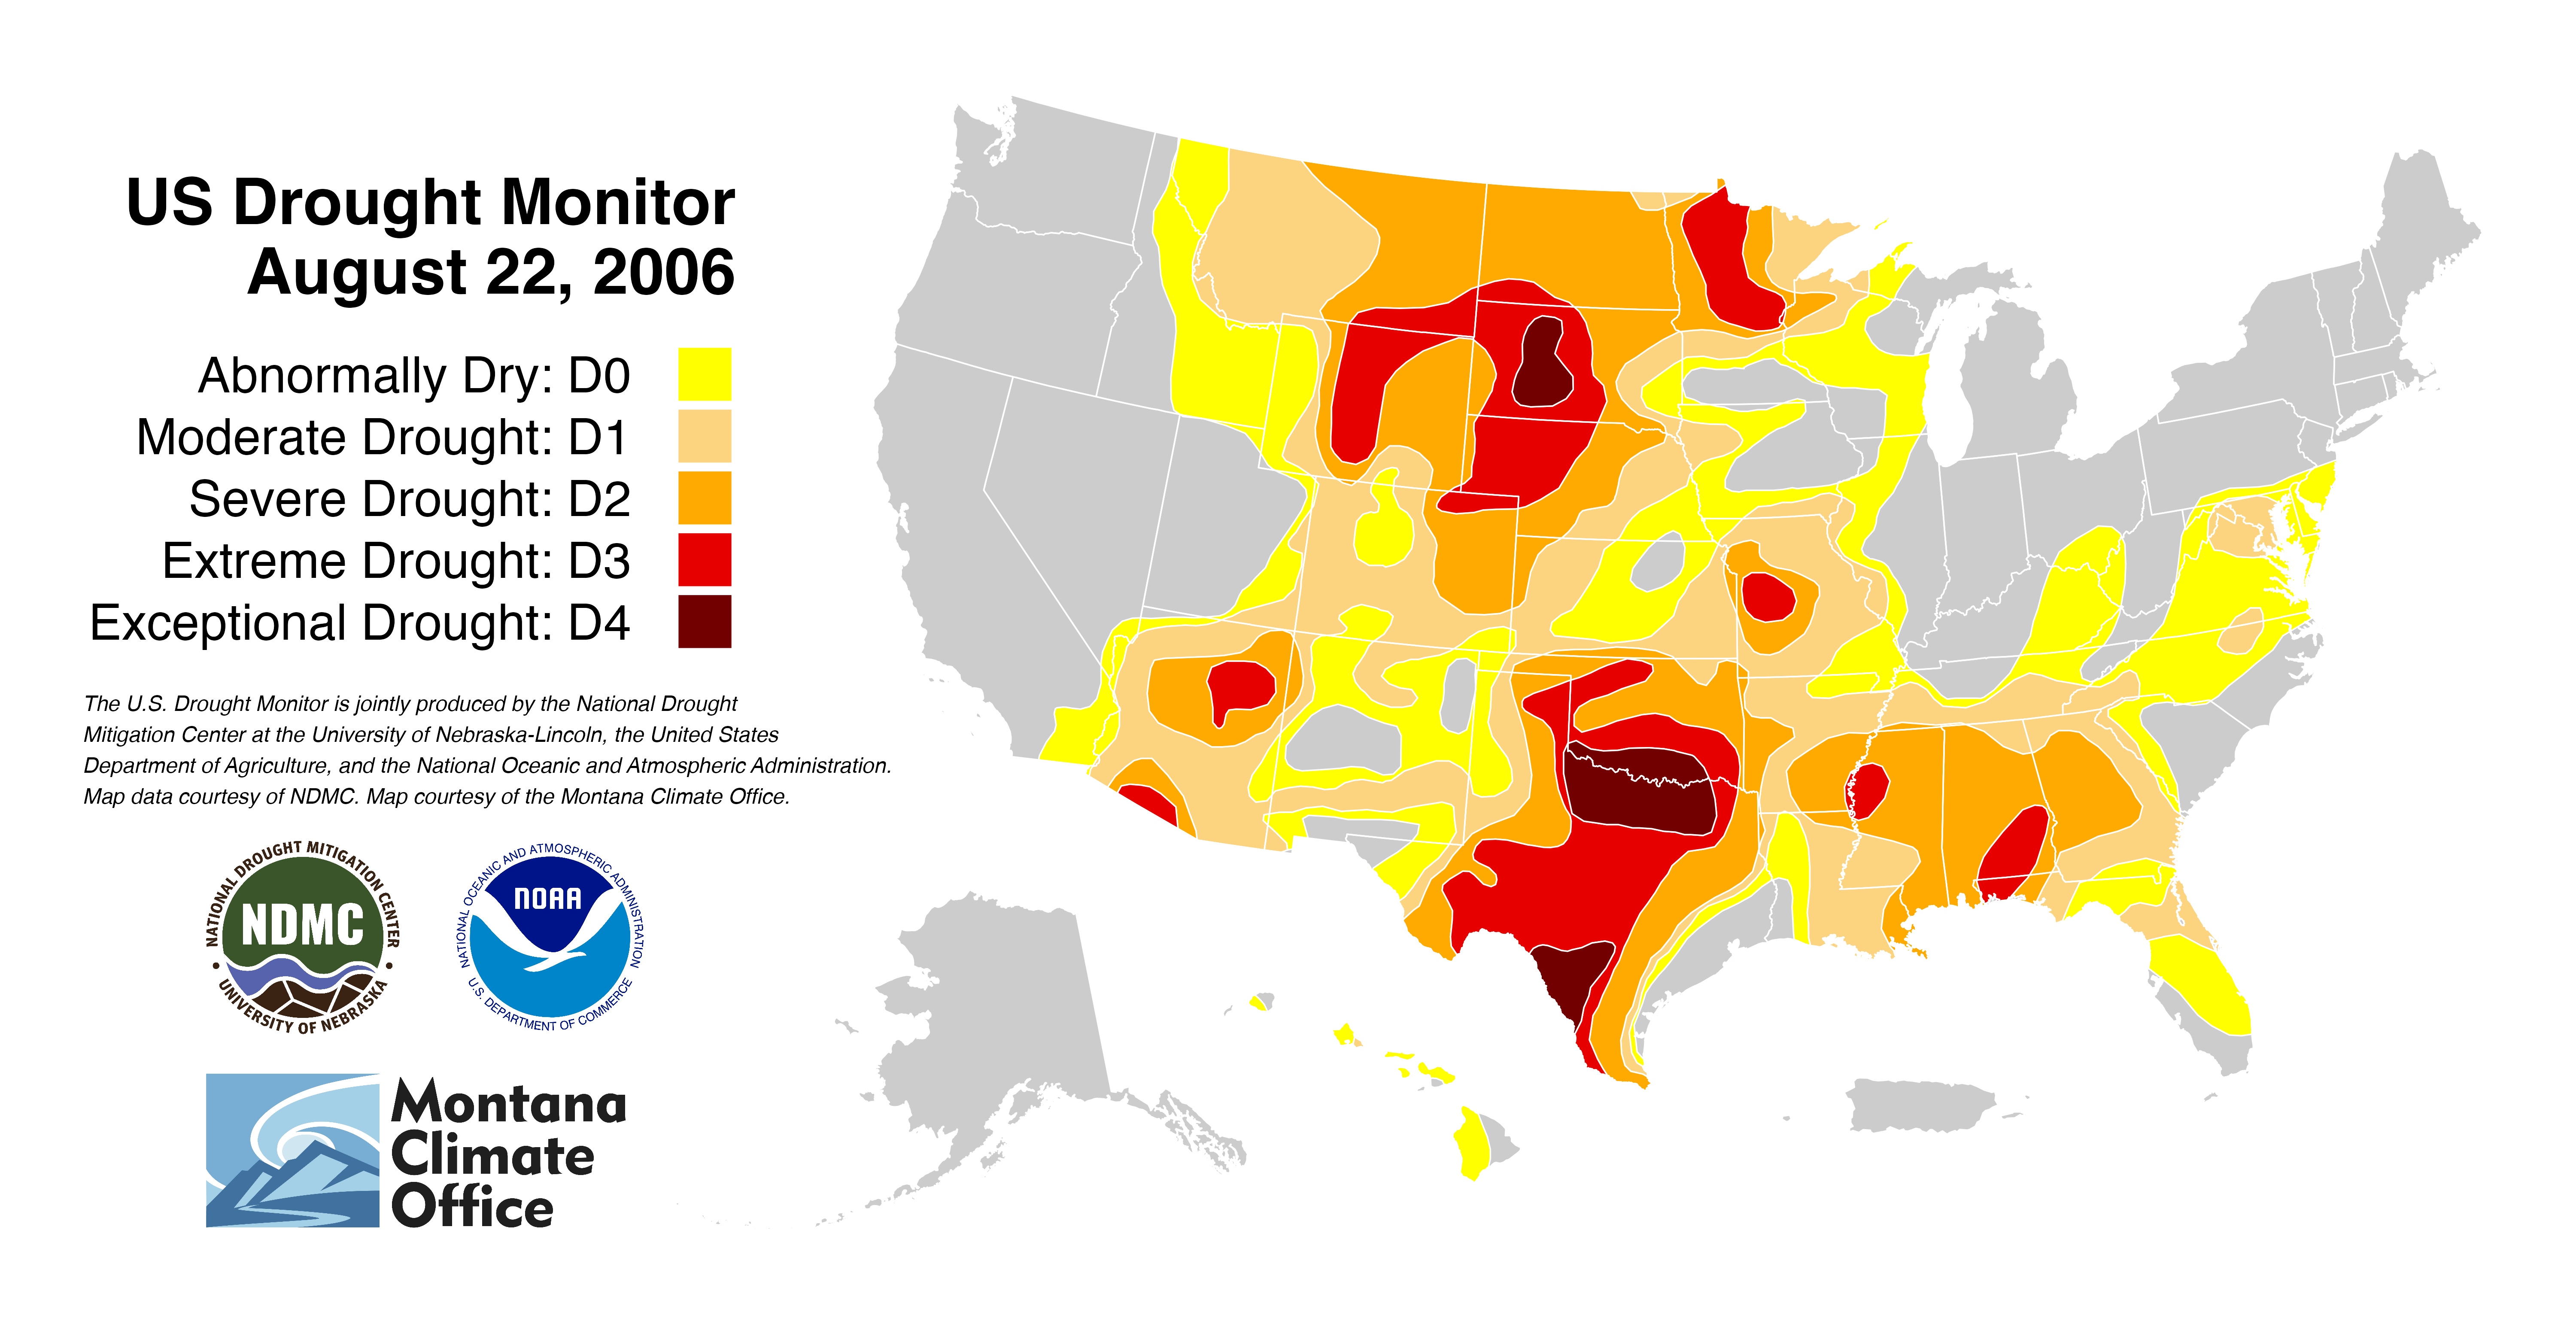 US Drought Monitor
August 22, 2006
Abnormally Dry: D0
Moderate Drought: D1
Severe Drought: D2
Extreme Drought: D3
Exceptional Drought: D4
The U.S. Drought Monitor is jointly produced by the National Drought
Mitigation Center at the University of Nebraska-Lincoln, the United States
Department of Agriculture, and the National Oceanic and Atmospheric Administration.
Map data courtesy of NDMC. Map courtesy of the Montana Climate Office.
NATIONAL DROUGHT MITIGATION CENTER
NDMC
• UNIVERSITY OF NEBRASKA •
NATIONAL OCEANIC AND ATMOSPHERIC ADMINISTRATION
NOAA
U.S. DEPARTMENT OF COMMERCE
Montana
Climate
Office